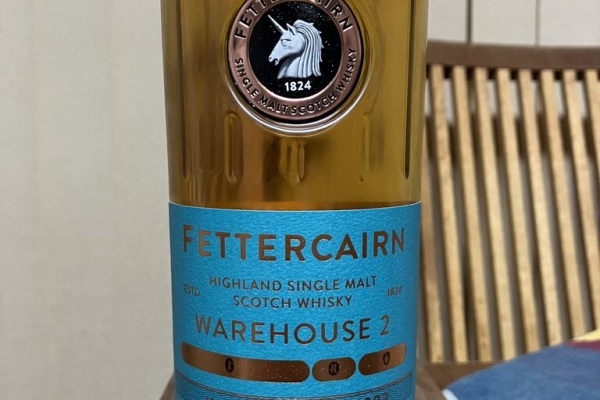 FETTERCAIRN
1824
SINGLE MALT SCOTCH WHISKY
FETTERCAIRN
HIGHLAND SINGLE MALT
ESTD 1824
SCOTCH WHISKY
WAREHOUSE 2